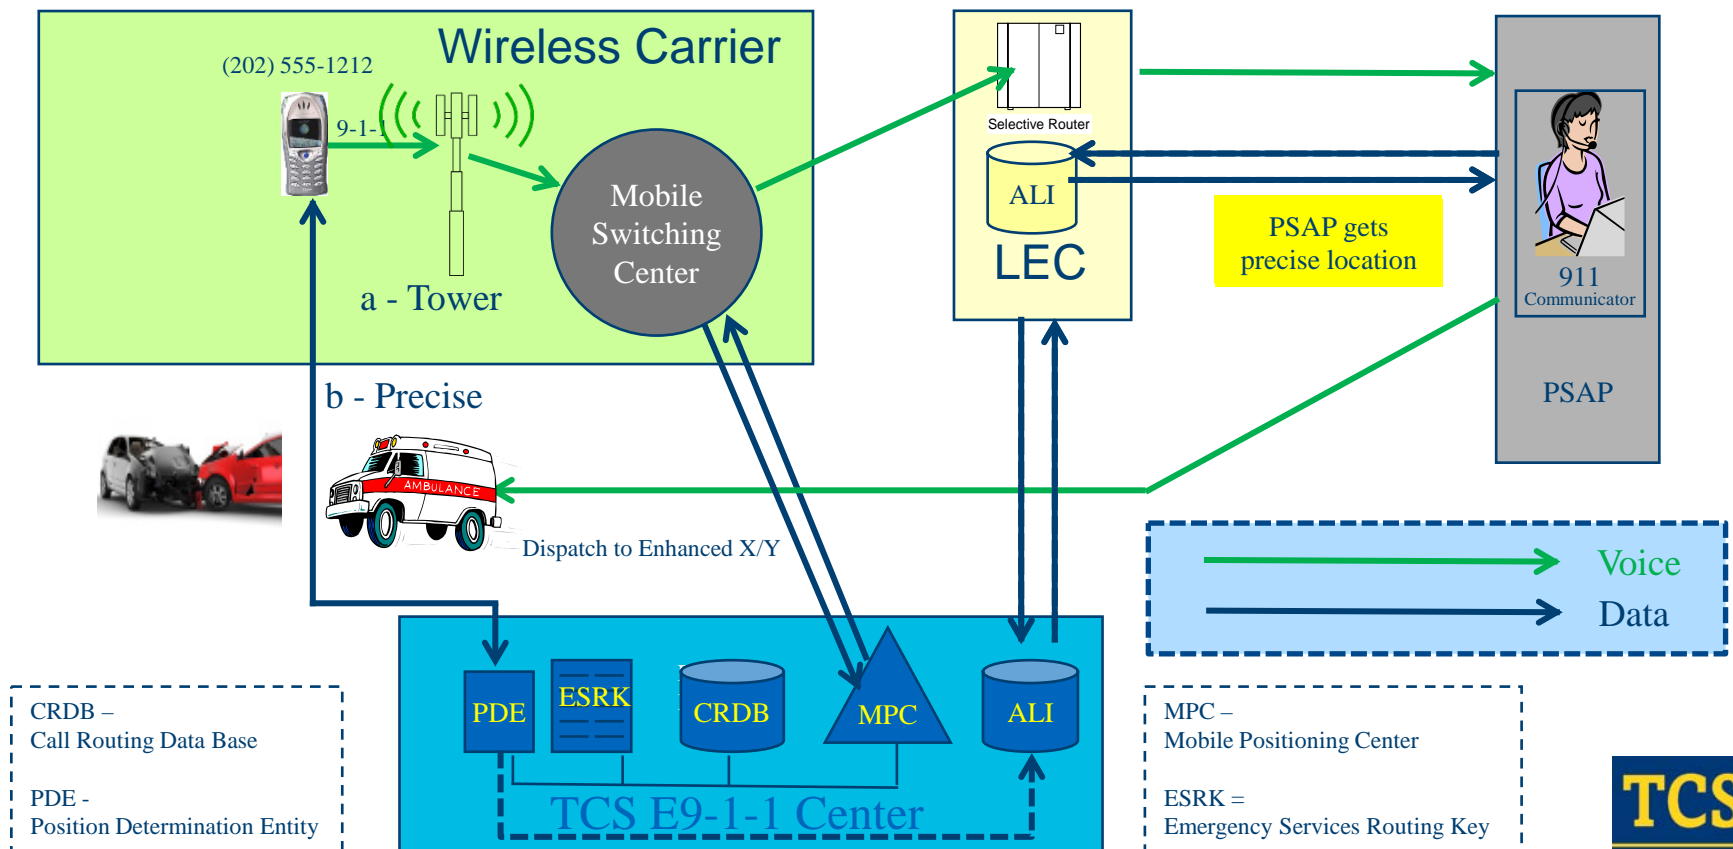 Wireless Carrier
(202) 555-1212
9-1-1
a - Tower
Mobile
Switching
Center
Selective Router
ALI
LEC
PSAP gets
precise location
911
Communicator
PSAP
b - Precise
AMBULANCE
Dispatch to Enhanced X/Y
Voice
Data
PDE
ESRK
CRDB
MPC
ALI
TCS E9-1-1 Center
CRDB –
Call Routing Data Base
PDE -
Position Determination Entity
MPC –
Mobile Positioning Center
ESRK =
Emergency Services Routing Key
TCS